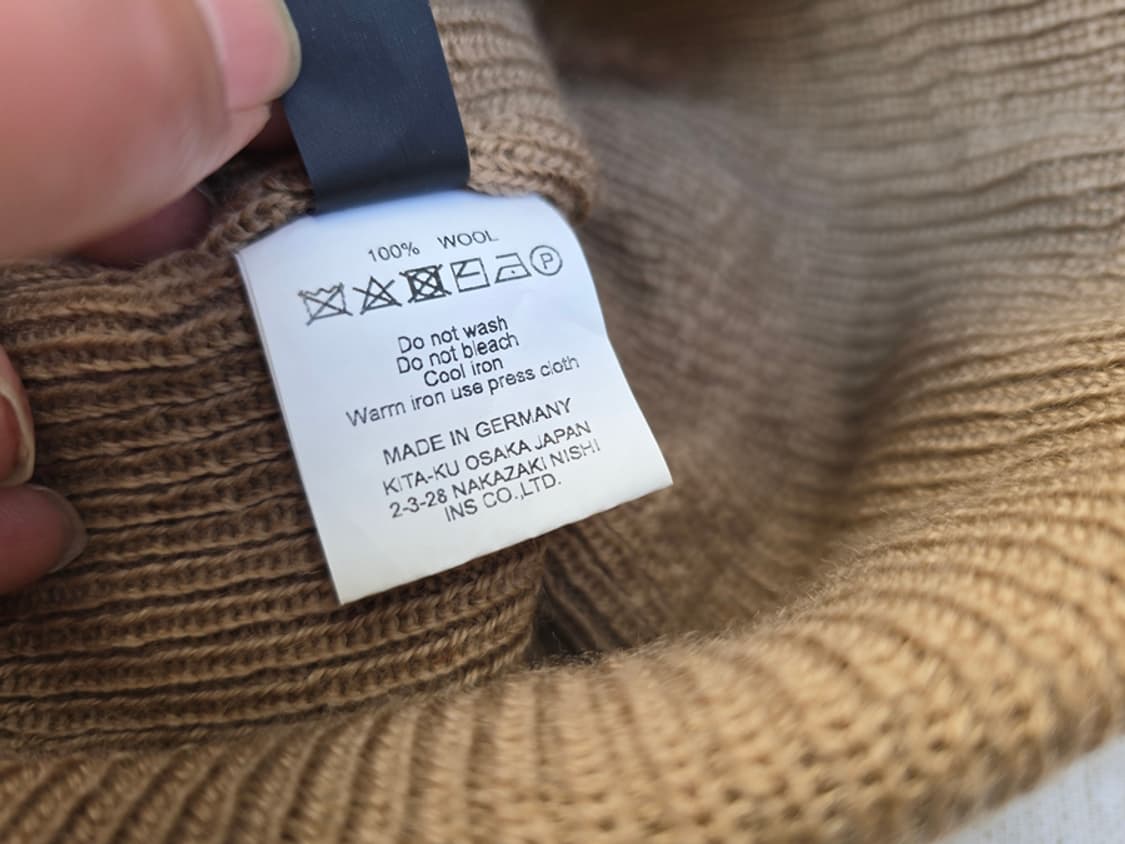 100% WOOL
P
Do not wash
Do not bleach
Cool iron
Warm iron use press cloth
MADE IN GERMANY
KITA-KU OSAKA JAPAN
2-3-28 NAKAZAKI NISHI
INS CO.,LTD.